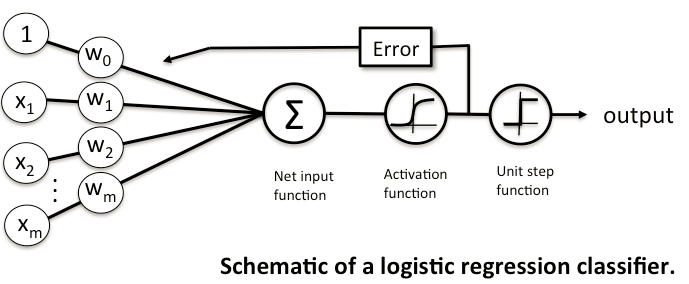 1
w0
Error
x1
w1
Σ
output
x2
w2
⋮
wm
xm
Net input
function
Activation
function
Unit step
function
Schematic of a logistic regression classifier.